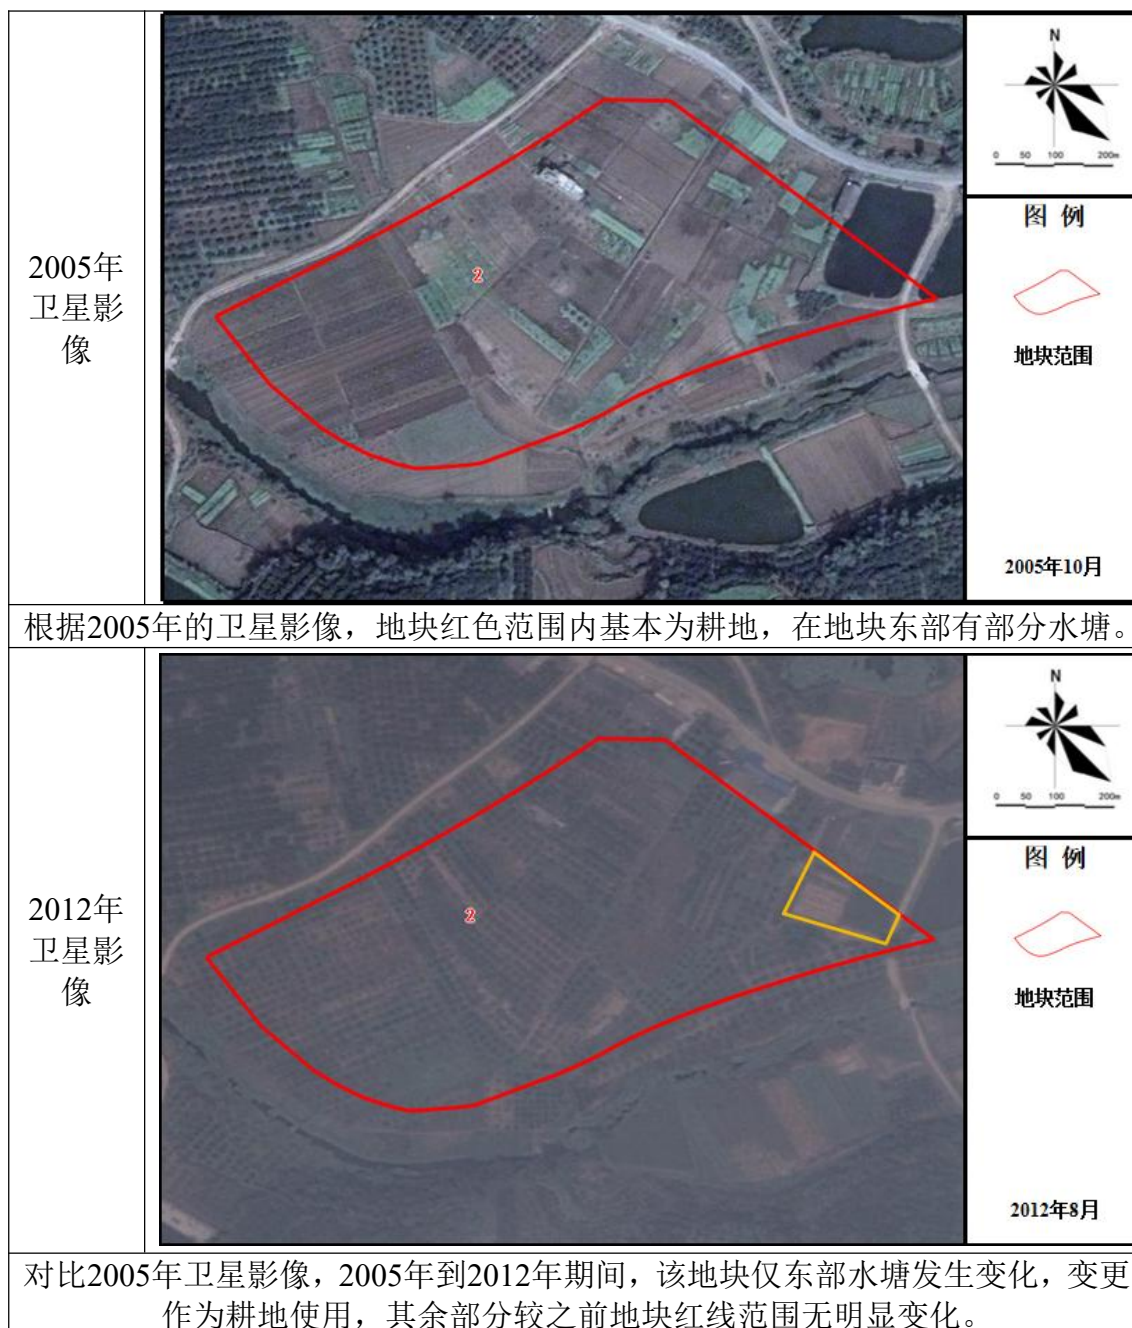 2005年
卫星影
像
2
N
0 50 100 200m
图 例
地块范围
2005年10月
根据2005年的卫星影像，地块红色范围内基本为耕地，在地块东部有部分水塘。
2012年
卫星影
像
2
N
0 50 100 200m
图 例
地块范围
2012年8月
对比2005年卫星影像，2005年到2012年期间，该地块仅东部水塘发生变化，变更
作为耕地使用，其余部分较之前地块红线范围无明显变化。